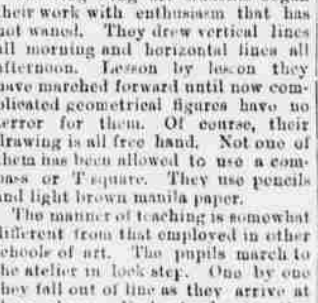 their work with enthusiasm that has
not waned. They drew vertical lines
all morning and horizontal lines all
afternoon. Lesson by lesson they
have marched forward until now com-
plicated geometrical figures have no
terror for them. Of course, their
drawing is all free hand. Not one of
them has been allowed to use a com-
pass or T square. They use pencils
and light brown manila paper.
The manner of teaching is somewhat
different from that employed in other
schools of art. The pupils march to
the atelier in lock step. One by one
they fall out of line as they arrive at